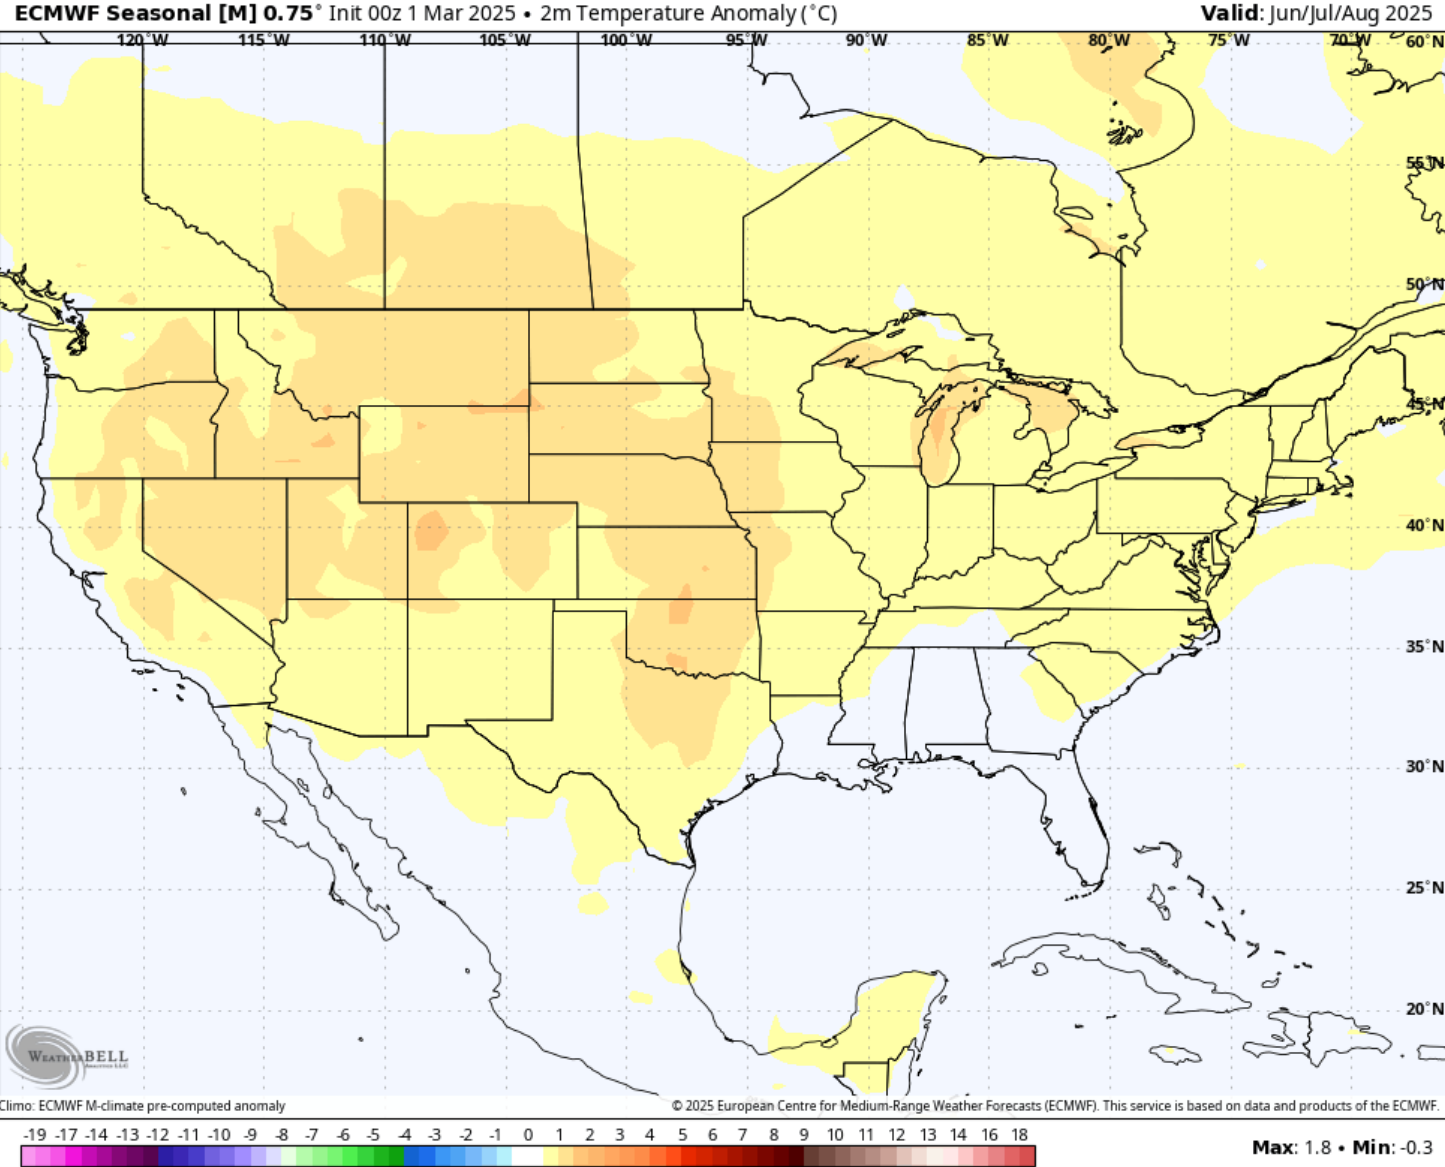 ECMWF Seasonal [M] 0.75° Init 00z 1 Mar 2025 • 2m Temperature Anomaly (°C) Valid: Jun/Jul/Aug 2025
120°W 115°W 110°W 105°W 100°W 95°W 90°W 85°W 80°W 75°W 70°W 60°N
55°N
50°N
45°N
40°N
35°N
30°N
25°N
20°N
WEATHERBELL
ANALYTICS LLC
Climo: ECMWF M-climate pre-computed anomaly © 2025 European Centre for Medium-Range Weather Forecasts (ECMWF). This service is based on data and products of the ECMWF.
-19 -17 -14 -13 -12 -11 -10 -9 -8 -7 -6 -5 -4 -3 -2 -1 0 1 2 3 4 5 6 7 8 9 10 11 12 13 14 16 18
Max: 1.8 • Min: -0.3